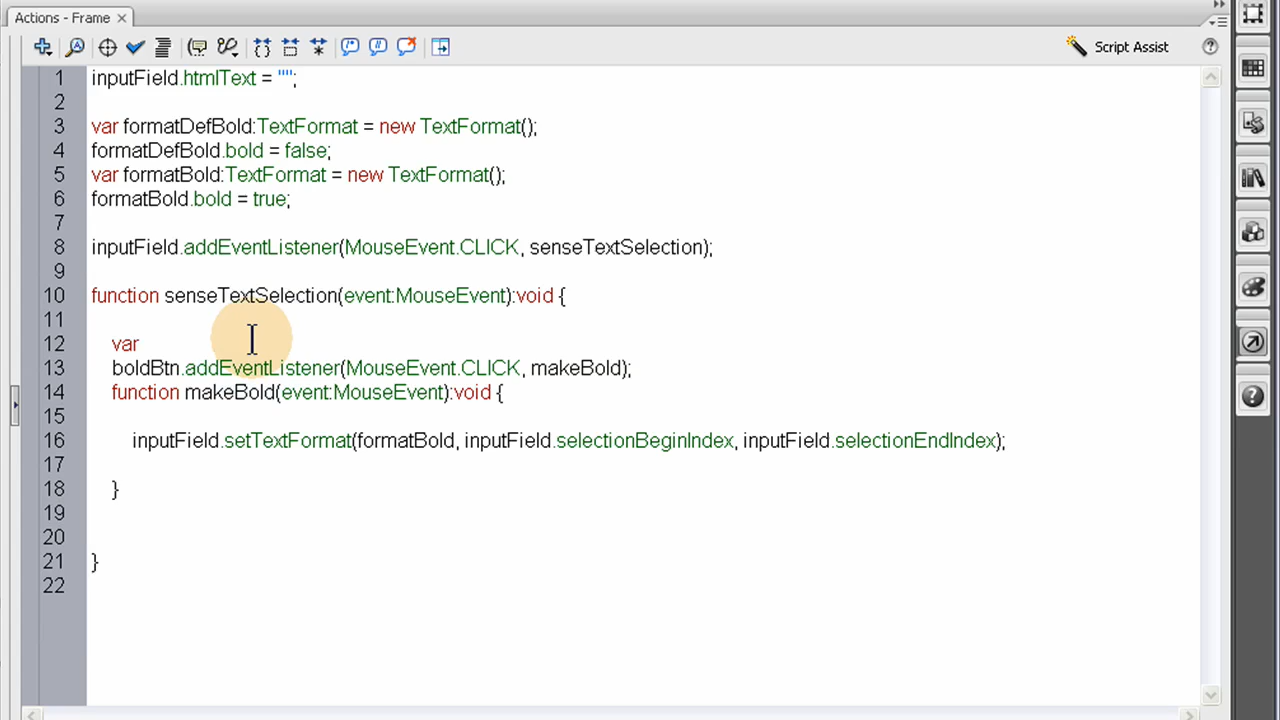 Actions - Frame
Script Assist
1 inputField.htmlText = "";
2
3 var formatDefBold:TextFormat = new TextFormat();
4 formatDefBold.bold = false;
5 var formatBold:TextFormat = new TextFormat();
6 formatBold.bold = true;
7
8 inputField.addEventListener(MouseEvent.CLICK, senseTextSelection);
9
10 function senseTextSelection(event:MouseEvent):void {
11
12 var
13 boldBtn.addEventListener(MouseEvent.CLICK, makeBold);
14 function makeBold(event:MouseEvent):void {
15
16 inputField.setTextFormat(formatBold, inputField.selectionBeginIndex, inputField.selectionEndIndex);
17
18 }
19
20
21 }
22